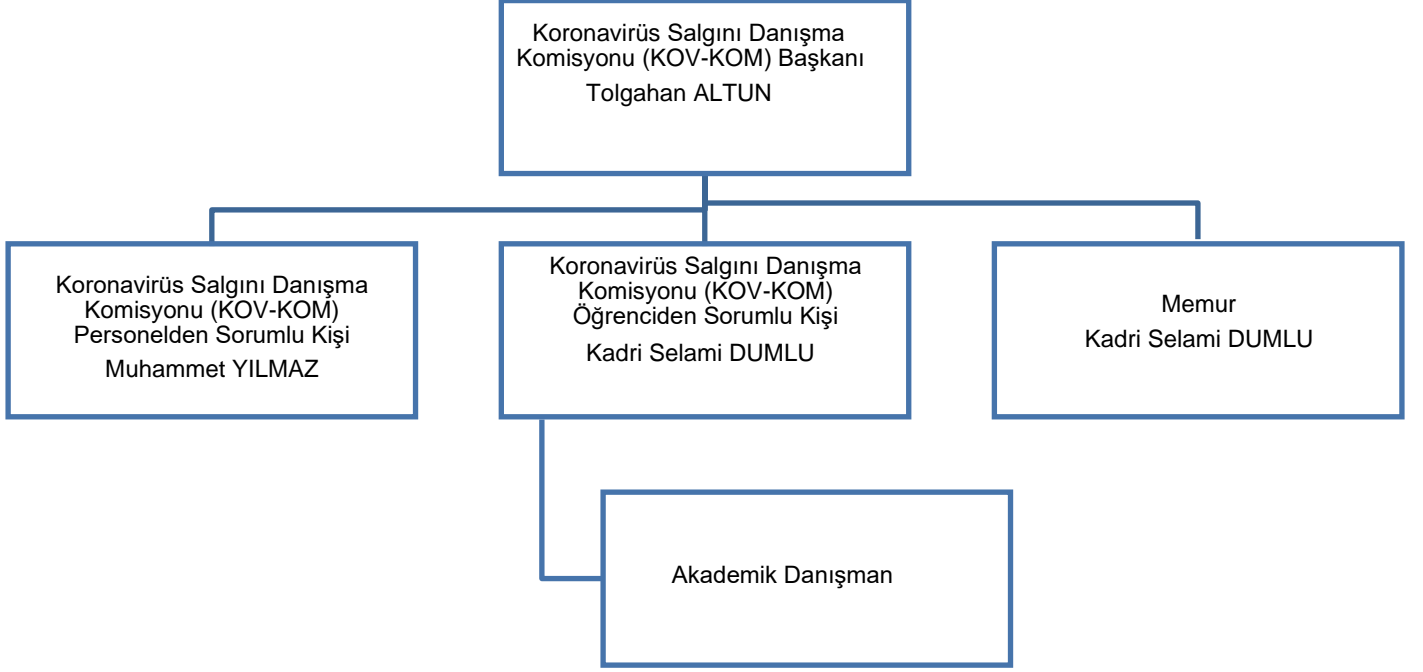 Koronavirüs Salgını Danışma
Komisyonu (KOV-KOM) Başkanı
Tolgahan ALTUN
Koronavirüs Salgını Danışma
Komisyonu (KOV-KOM)
Personelden Sorumlu Kişi
Muhammet YILMAZ
Koronavirüs Salgını Danışma
Komisyonu (KOV-KOM)
Öğrenciden Sorumlu Kişi
Kadri Selami DUMLU
Memur
Kadri Selami DUMLU
Akademik Danışman